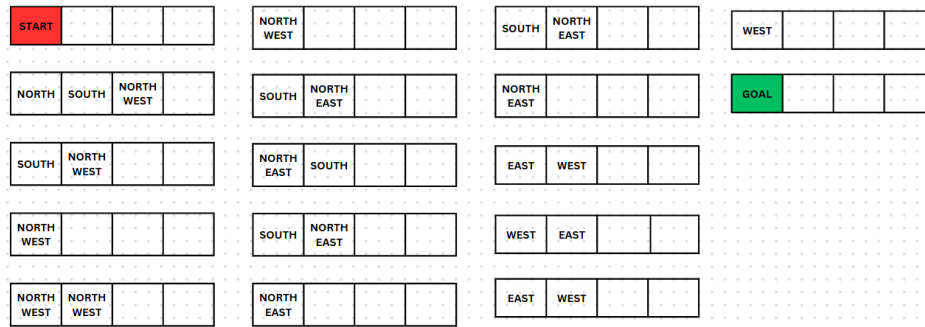 START
NORTH SOUTH NORTH WEST
SOUTH NORTH WEST
NORTH WEST
NORTH WEST NORTH WEST
NORTH WEST
SOUTH NORTH EAST
NORTH EAST SOUTH
SOUTH NORTH EAST
NORTH EAST
SOUTH NORTH EAST
NORTH EAST
EAST WEST
WEST EAST
EAST WEST
WEST
GOAL